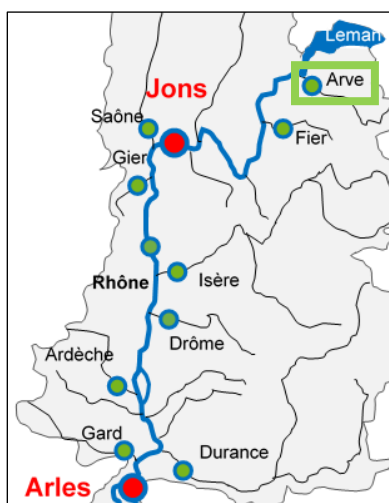 Leman
Arve
Jons
Saône
Fier
Gier
Rhône
Isère
Drôme
Ardèche
Gard
Durance
Arles